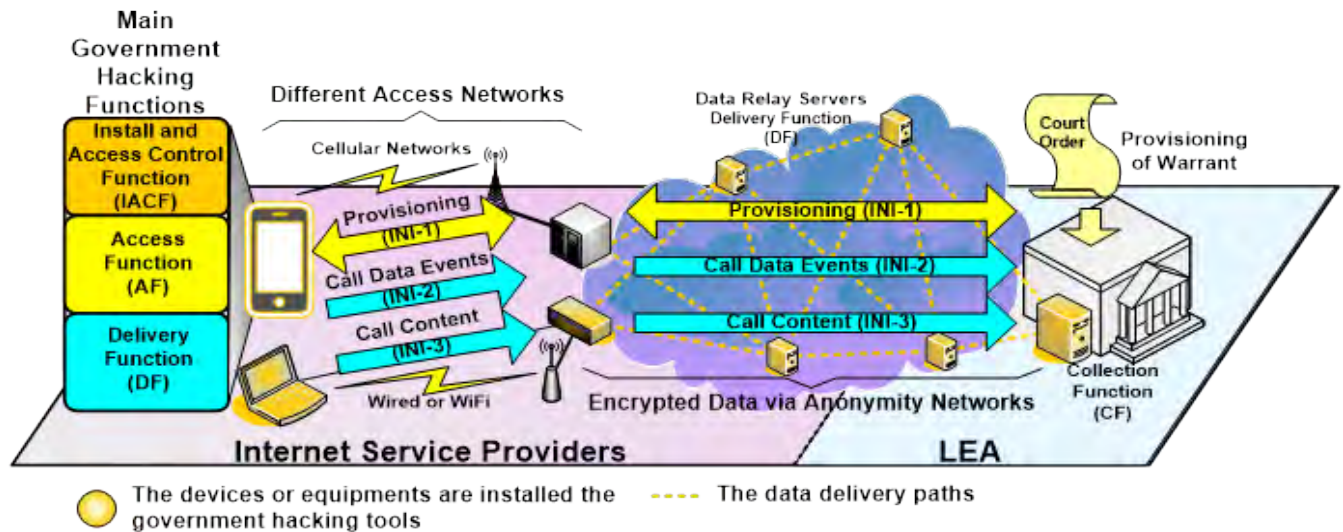 Main
Government
Hacking
Functions
Install and
Access Control
Function
(IACF)
Access
Function
(AF)
Delivery
Function
(DF)
Different Access Networks
Cellular Networks
Provisioning
(INI-1)
Call Data Events
(INI-2)
Call Content
(INI-3)
Wired or WiFi
Data Relay Servers
Delivery Function
(DF)
Provisioning (INI-1)
Call Data Events (INI-2)
Call Content (INI-3)
Encrypted Data via Anonymity Networks
Court
Order
Provisioning
of Warrant
Collection
Function
(CF)
Internet Service Providers
LEA
The devices or equipments are installed the
government hacking tools
The data delivery paths